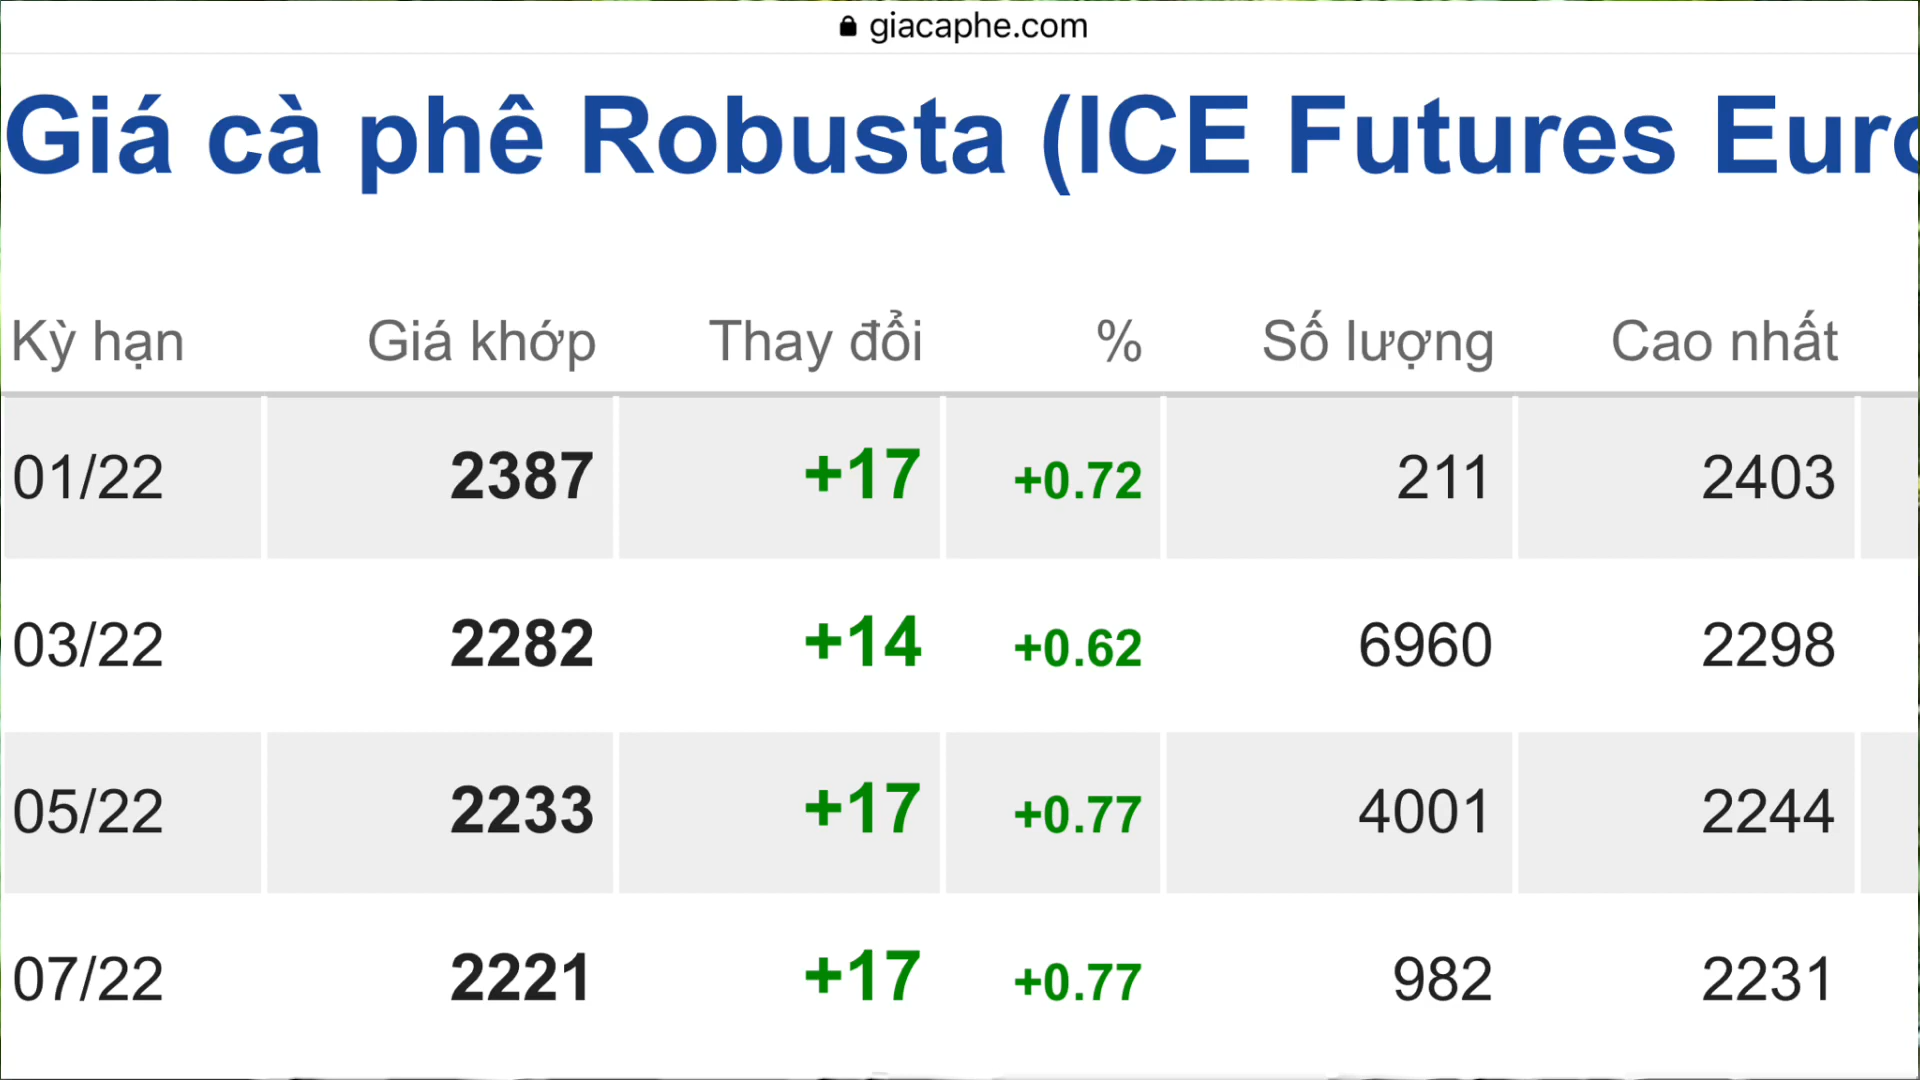 giacaphe.com
Giá cà phê Robusta (ICE Futures Euro
Kỳ hạn Giá khớp Thay đổi % Số lượng Cao nhất
01/22 2387 +17 +0.72 211 2403
03/22 2282 +14 +0.62 6960 2298
05/22 2233 +17 +0.77 4001 2244
07/22 2221 +17 +0.77 982 2231